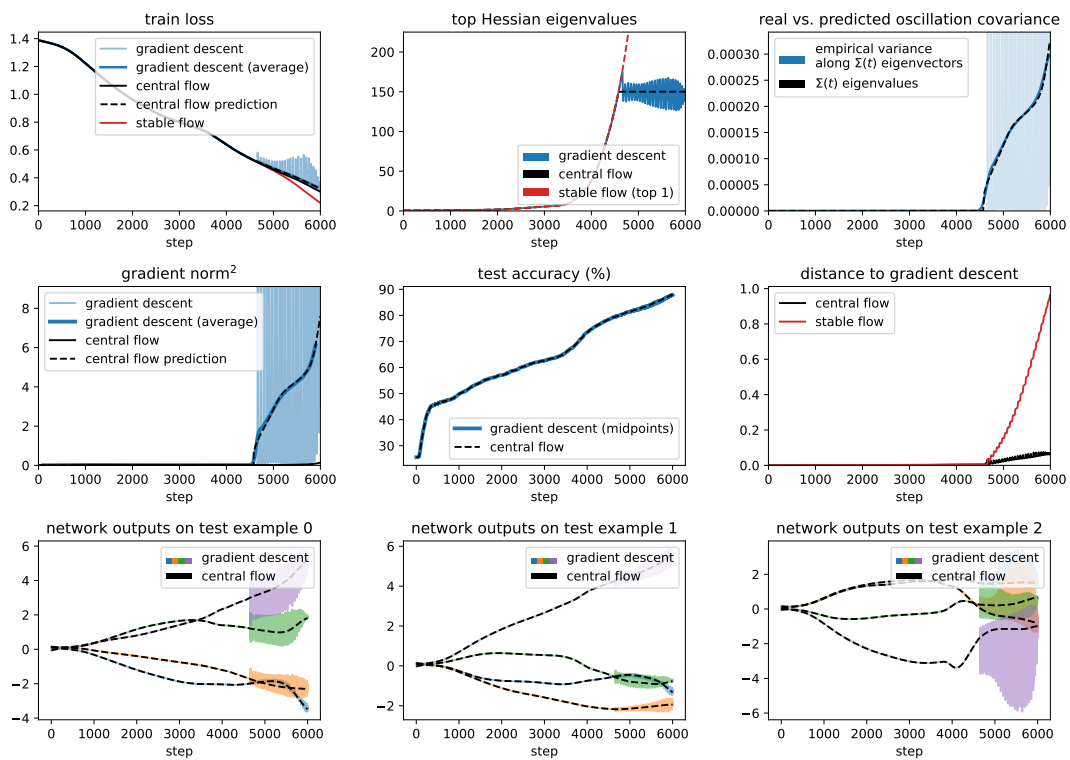 train loss
1.4
1.2
1.0
0.8
0.6
0.4
0.2
0 1000 2000 3000 4000 5000 6000
step
gradient descent
gradient descent (average)
central flow
central flow prediction
stable flow
top Hessian eigenvalues
200
150
100
50
0
0 1000 2000 3000 4000 5000 6000
step
gradient descent
central flow
stable flow (top 1)
real vs. predicted oscillation covariance
0.00030
0.00025
0.00020
0.00015
0.00010
0.00005
0.00000
0 1000 2000 3000 4000 5000 6000
step
empirical variance
along Σ(t) eigenvectors
Σ(t) eigenvalues
gradient norm²
8
6
4
2
0
0 1000 2000 3000 4000 5000 6000
step
gradient descent
gradient descent (average)
central flow
central flow prediction
test accuracy (%)
90
80
70
60
50
40
30
0 1000 2000 3000 4000 5000 6000
step
gradient descent (midpoints)
central flow
distance to gradient descent
1.0
0.8
0.6
0.4
0.2
0.0
0 1000 2000 3000 4000 5000 6000
step
central flow
stable flow
network outputs on test example 0
6
4
2
0
−2
−4
0 1000 2000 3000 4000 5000 6000
step
gradient descent
central flow
network outputs on test example 1
6
4
2
0
−2
0 1000 2000 3000 4000 5000 6000
step
gradient descent
central flow
network outputs on test example 2
2
0
−2
−4
−6
0 1000 2000 3000 4000 5000 6000
step
gradient descent
central flow